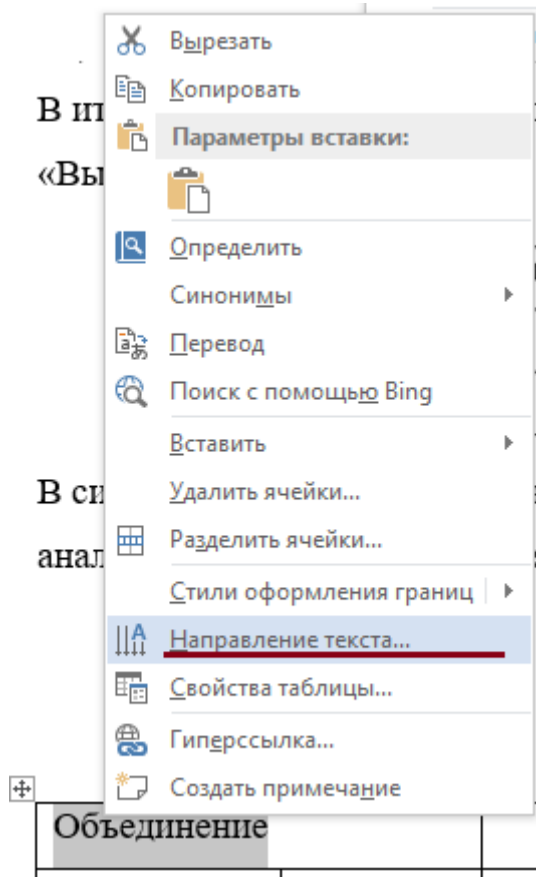 Вырезать
В ит
Копировать
Параметры вставки:
«Вы
Определить
Синонимы
Перевод
Поиск с помощью Bing
Вставить
В си
Удалить ячейки...
анал
Разделить ячейки...
Стили оформления границ
Направление текста...
Свойства таблицы...
Гиперссылка...
Создать примечание
Объединение